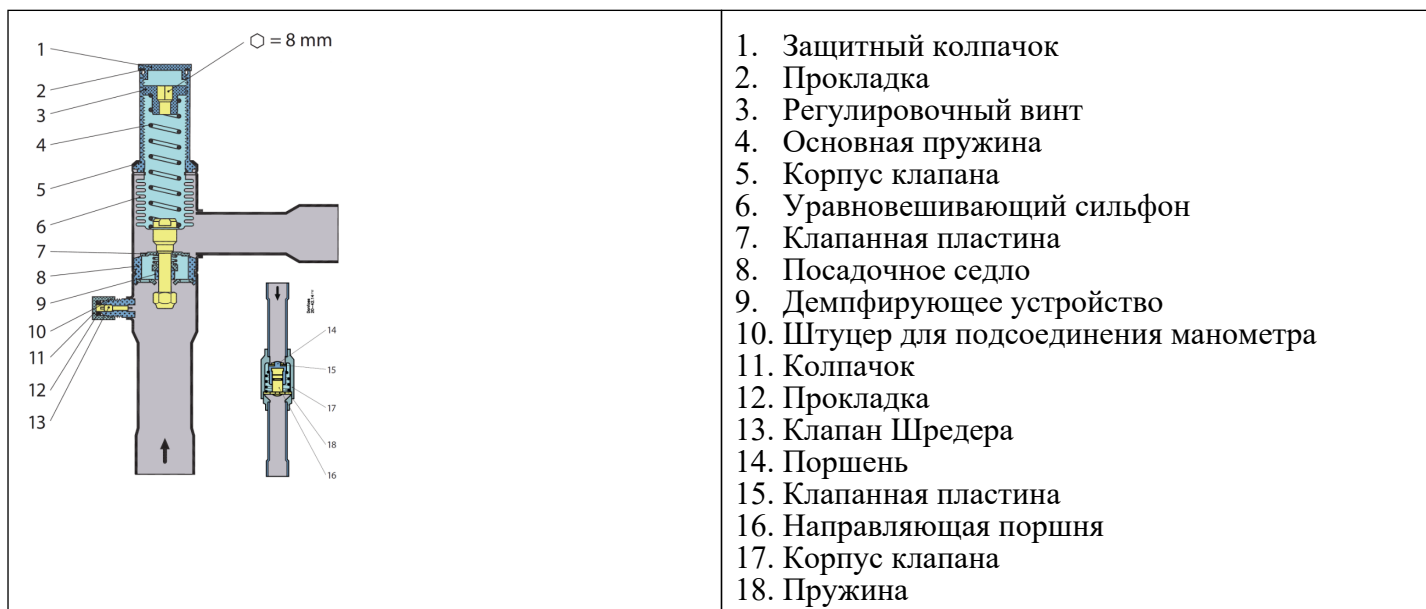 ⬡ = 8 mm
1
2
3
4
5
6
7
8
9
10
11
12
13
14
15
17
18
16
1. Защитный колпачок
2. Прокладка
3. Регулировочный винт
4. Основная пружина
5. Корпус клапана
6. Уравновешивающий сильфон
7. Клапанная пластина
8. Посадочное седло
9. Демпфирующее устройство
10. Штуцер для подсоединения манометра
11. Колпачок
12. Прокладка
13. Клапан Шредера
14. Поршень
15. Клапанная пластина
16. Направляющая поршня
17. Корпус клапана
18. Пружина